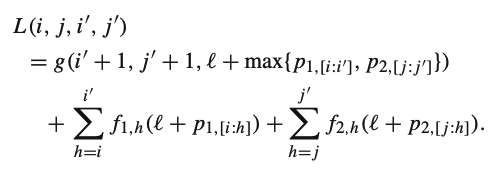 L(i, j, i′, j′)
= g(i′ + 1, j′ + 1, ℓ + max{p₁,[i:i′], p₂,[j:j′]})
+ ∑_{h=i}^{i′} f₁,h(ℓ + p₁,[i:h]) + ∑_{h=j}^{j′} f₂,h(ℓ + p₂,[j:h]).